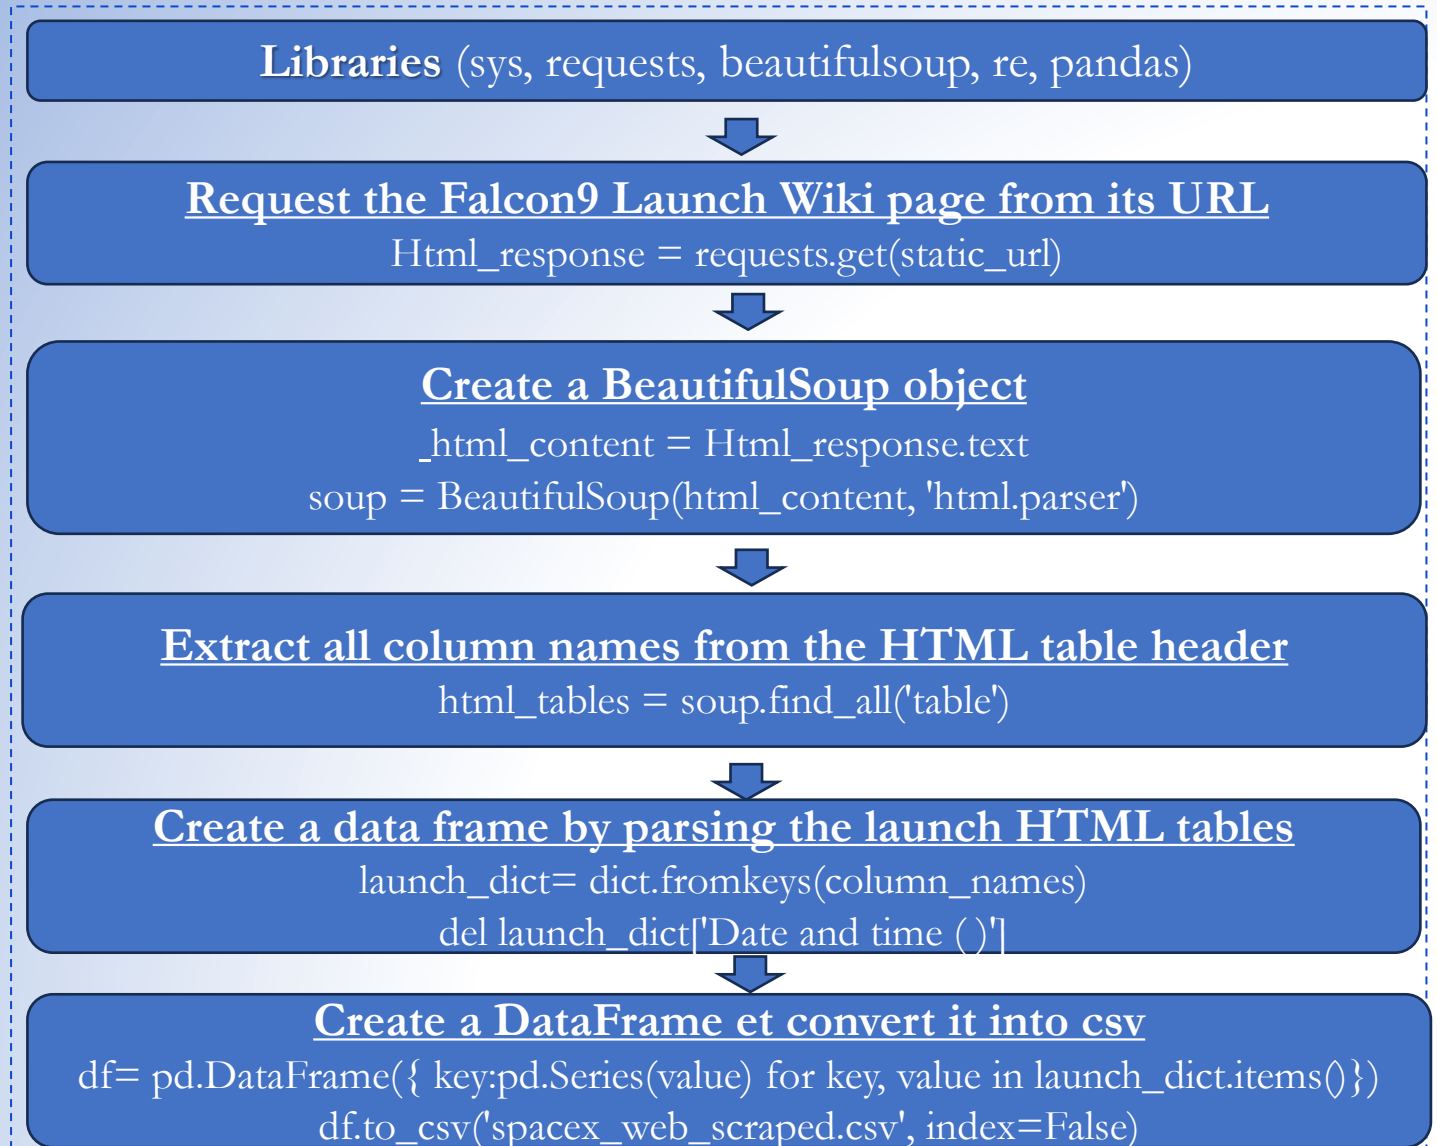 Libraries (sys, requests, beautifulsoup, re, pandas)
Request the Falcon9 Launch Wiki page from its URL
Html_response = requests.get(static_url)
Create a BeautifulSoup object
_html_content = Html_response.text
soup = BeautifulSoup(html_content, 'html.parser')
Extract all column names from the HTML table header
html_tables = soup.find_all('table')
Create a data frame by parsing the launch HTML tables
launch_dict= dict.fromkeys(column_names)
del launch_dict['Date and time ( )']
Create a DataFrame et convert it into csv
df= pd.DataFrame({ key:pd.Series(value) for key, value in launch_dict.items()})
df.to_csv('spacex_web_scraped.csv', index=False)